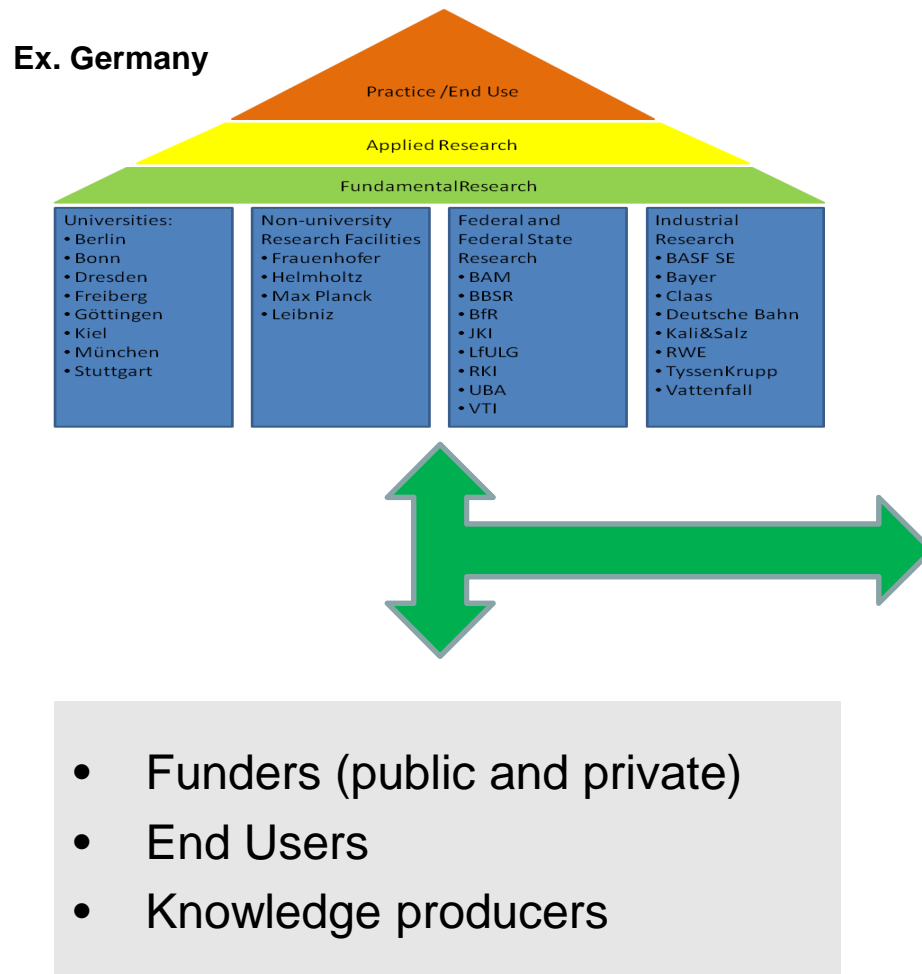 Ex. Germany
Practice /End Use
Applied Research
FundamentalResearch
Universities:
• Berlin
• Bonn
• Dresden
• Freiberg
• Göttingen
• Kiel
• München
• Stuttgart
Non-university
Research Facilities
• Frauenhofer
• Helmholtz
• Max Planck
• Leibniz
Federal and
Federal State
Research
• BAM
• BBSR
• BfR
• JKI
• LfULG
• RKI
• UBA
• VTI
Industrial
Research
• BASF SE
• Bayer
• Claas
• Deutsche Bahn
• Kali&Salz
• RWE
• TyssenKrupp
• Vattenfall
• Funders (public and private)
• End Users
• Knowledge producers